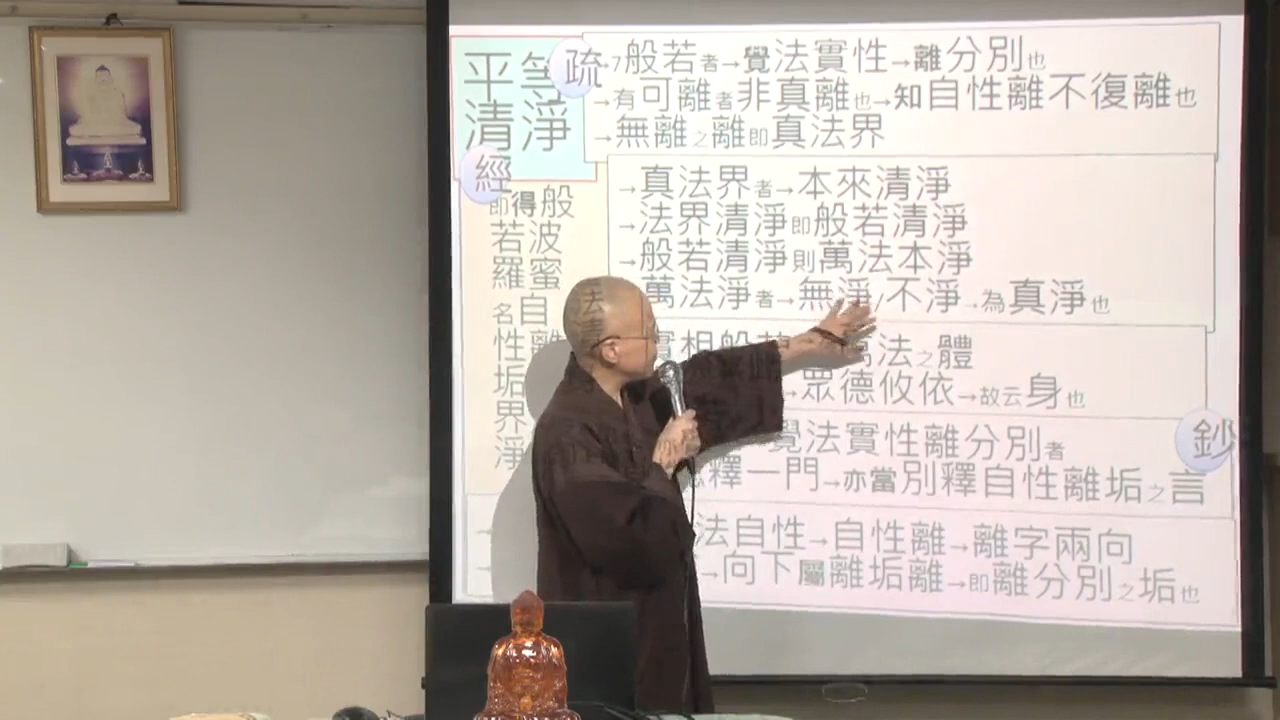 平等
清淨
經
即得般
若波
羅蜜
名自
性離
垢
界
淨
疏
→7般若者→覺法實性→離分別也
→有可離者非真離也→知自性離不復離也
→無離之離即真法界
→真法界者→本來清淨
→法界清淨即般若清淨
→般若清淨則萬法本淨
萬法淨者→無淨/不淨→為真淨也
實相般若
萬法之體
→眾德攸依→故云身也
鈔
覺法實性離分別者
釋一門→亦當別釋自性離垢之言
法自性→自性離→離字兩向
→向下屬離垢離→即離分別之垢也